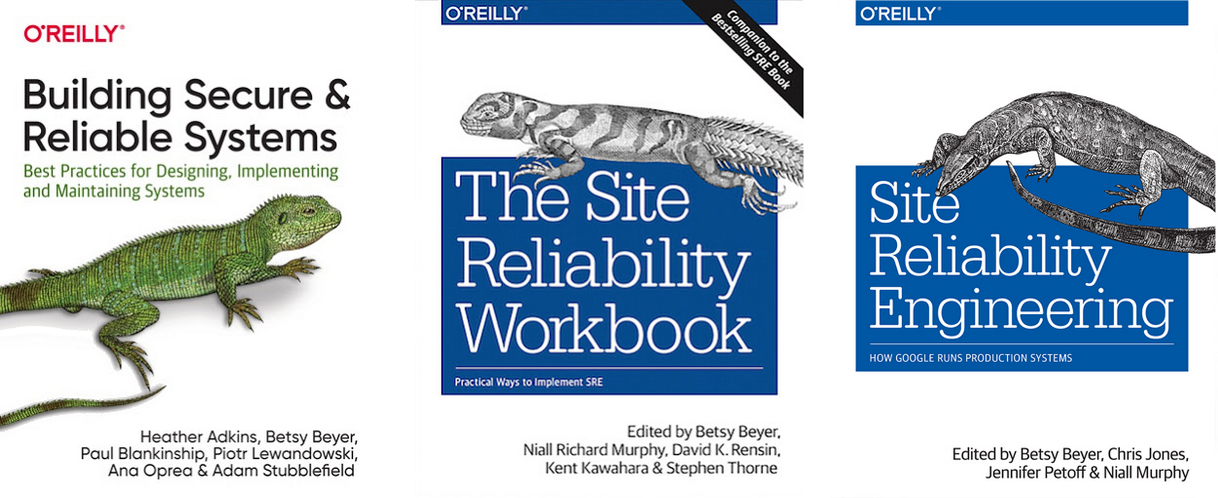 O'REILLY®
Building Secure &
Reliable Systems
Best Practices for Designing, Implementing
and Maintaining Systems
Heather Adkins, Betsy Beyer,
Paul Blankinship, Piotr Lewandowski,
Ana Oprea & Adam Stubblefield
O'REILLY®
Companion to the
Bestselling SRE Book
The Site
Reliability
Workbook
Practical Ways to Implement SRE
Edited by Betsy Beyer,
Niall Richard Murphy, David K. Rensin,
Kent Kawahara & Stephen Thorne
O'REILLY®
Site
Reliability
Engineering
HOW GOOGLE RUNS PRODUCTION SYSTEMS
Edited by Betsy Beyer, Chris Jones,
Jennifer Petoff & Niall Murphy